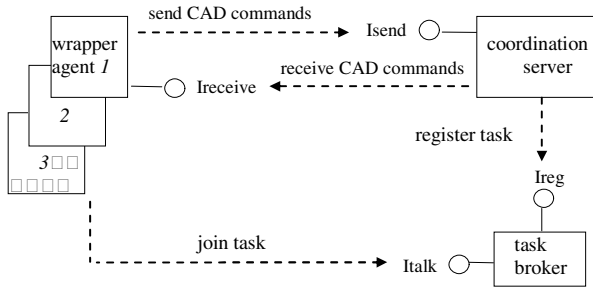 send CAD commands
Isend
wrapper
agent 1
coordination
server
receive CAD commands
Ireceive
2
register task
3□□
□□□□
Ireg
join task
Italk
task
broker